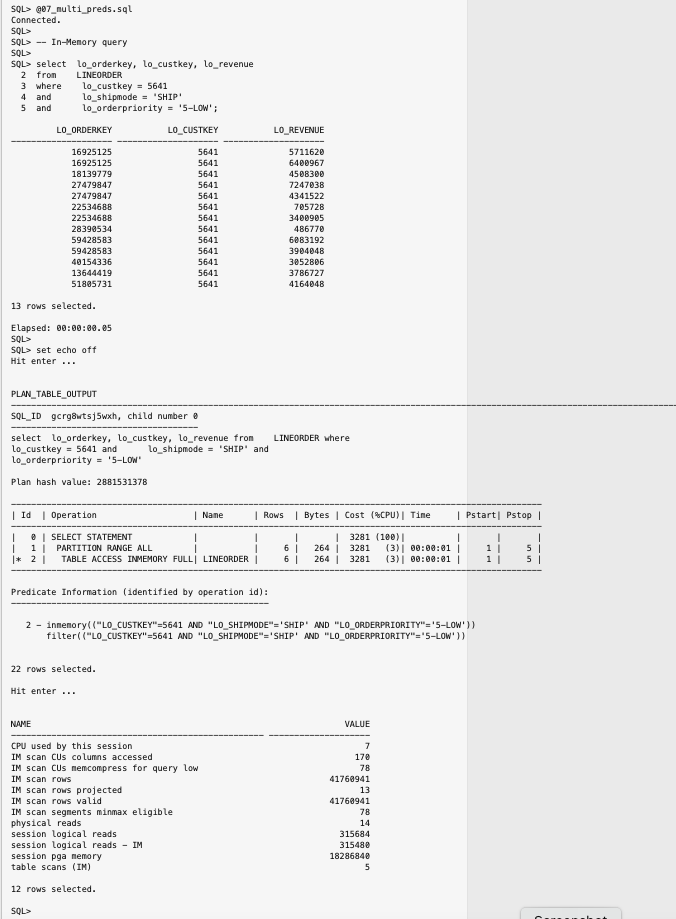 SQL> @07_multi_preds.sql
Connected.
SQL>
SQL> -- In-Memory query
SQL>
SQL> select  lo_orderkey, lo_custkey, lo_revenue
  2  from    LINEORDER
  3  where    lo_custkey = 5641
  4  and      lo_shipmode = 'SHIP'
  5  and      lo_orderpriority = '5-LOW';
         LO_ORDERKEY           LO_CUSTKEY           LO_REVENUE
-------------------- -------------------- --------------------
            16925125                 5641              5711620
            16925125                 5641              6400967
            18139779                 5641              4508300
            27479847                 5641              7247038
            27479847                 5641              4341522
            22534688                 5641               705728
            22534688                 5641              3400905
            28390534                 5641               486770
            59428583                 5641              6083192
            59428583                 5641              3904048
            40154336                 5641              3052806
            13644419                 5641              3786727
            51805731                 5641              4164048
13 rows selected.
Elapsed: 00:00:00.05
SQL>
SQL> set echo off
Hit enter ...
PLAN_TABLE_OUTPUT
SQL_ID  gcrg8wtsj5wxh, child number 0
-------------------------------------
select  lo_orderkey, lo_custkey, lo_revenue from    LINEORDER where
lo_custkey = 5641 and      lo_shipmode = 'SHIP' and
lo_orderpriority = '5-LOW'
Plan hash value: 2881531378
| Id  | Operation                   | Name      | Rows  | Bytes | Cost (%CPU)| Time     | Pstart| Pstop |
|   0 | SELECT STATEMENT            |           |       |       |  3281 (100)|          |       |       |
|   1 |  PARTITION RANGE ALL        |           |     6 |   264 |  3281   (3)| 00:00:01 |     1 |     5 |
|*  2 |   TABLE ACCESS INMEMORY FULL| LINEORDER |     6 |   264 |  3281   (3)| 00:00:01 |     1 |     5 |
Predicate Information (identified by operation id):
---------------------------------------------------
   2 - inmemory(("LO_CUSTKEY"=5641 AND "LO_SHIPMODE"='SHIP' AND "LO_ORDERPRIORITY"='5-LOW'))
       filter(("LO_CUSTKEY"=5641 AND "LO_SHIPMODE"='SHIP' AND "LO_ORDERPRIORITY"='5-LOW'))
22 rows selected.
Hit enter ...
NAME                                                              VALUE
-------------------------------------------------- --------------------
CPU used by this session                                              7
IM scan CUs columns accessed                                        170
IM scan CUs memcompress for query low                                78
IM scan rows                                                   41760941
IM scan rows projected                                               13
IM scan rows valid                                             41760941
IM scan segments minmax eligible                                     78
physical reads                                                       14
session logical reads                                            315684
session logical reads - IM                                       315480
session pga memory                                             18286840
table scans (IM)                                                      5
12 rows selected.
SQL>